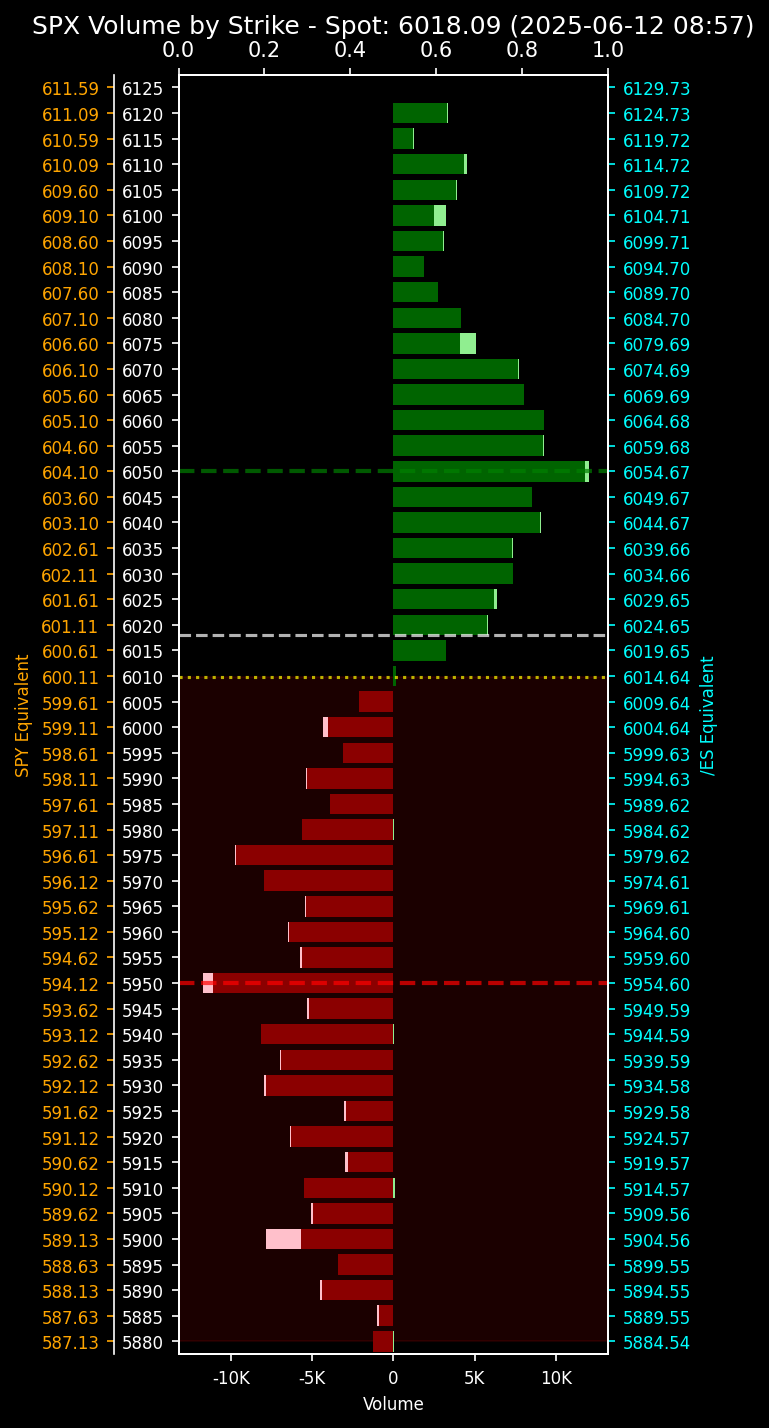 SPX Volume by Strike - Spot: 6018.09 (2025-06-12 08:57)
0.0 0.2 0.4 0.6 0.8 1.0
611.59 6125 6129.73
611.09 6120 6124.73
610.59 6115 6119.72
610.09 6110 6114.72
609.60 6105 6109.72
609.10 6100 6104.71
608.60 6095 6099.71
608.10 6090 6094.70
607.60 6085 6089.70
607.10 6080 6084.70
606.60 6075 6079.69
606.10 6070 6074.69
605.60 6065 6069.69
605.10 6060 6064.68
604.60 6055 6059.68
604.10 6050 6054.67
603.60 6045 6049.67
603.10 6040 6044.67
602.61 6035 6039.66
602.11 6030 6034.66
601.61 6025 6029.65
601.11 6020 6024.65
600.61 6015 6019.65
600.11 6010 6014.64
599.61 6005 6009.64
599.11 6000 6004.64
598.61 5995 5999.63
598.11 5990 5994.63
597.61 5985 5989.62
597.11 5980 5984.62
596.61 5975 5979.62
596.12 5970 5974.61
595.62 5965 5969.61
595.12 5960 5964.60
594.62 5955 5959.60
594.12 5950 5954.60
593.62 5945 5949.59
593.12 5940 5944.59
592.62 5935 5939.59
592.12 5930 5934.58
591.62 5925 5929.58
591.12 5920 5924.57
590.62 5915 5919.57
590.12 5910 5914.57
589.62 5905 5909.56
589.13 5900 5904.56
588.63 5895 5899.55
588.13 5890 5894.55
587.63 5885 5889.55
587.13 5880 5884.54
SPY Equivalent
/ES Equivalent
-10K -5K 0 5K 10K
Volume